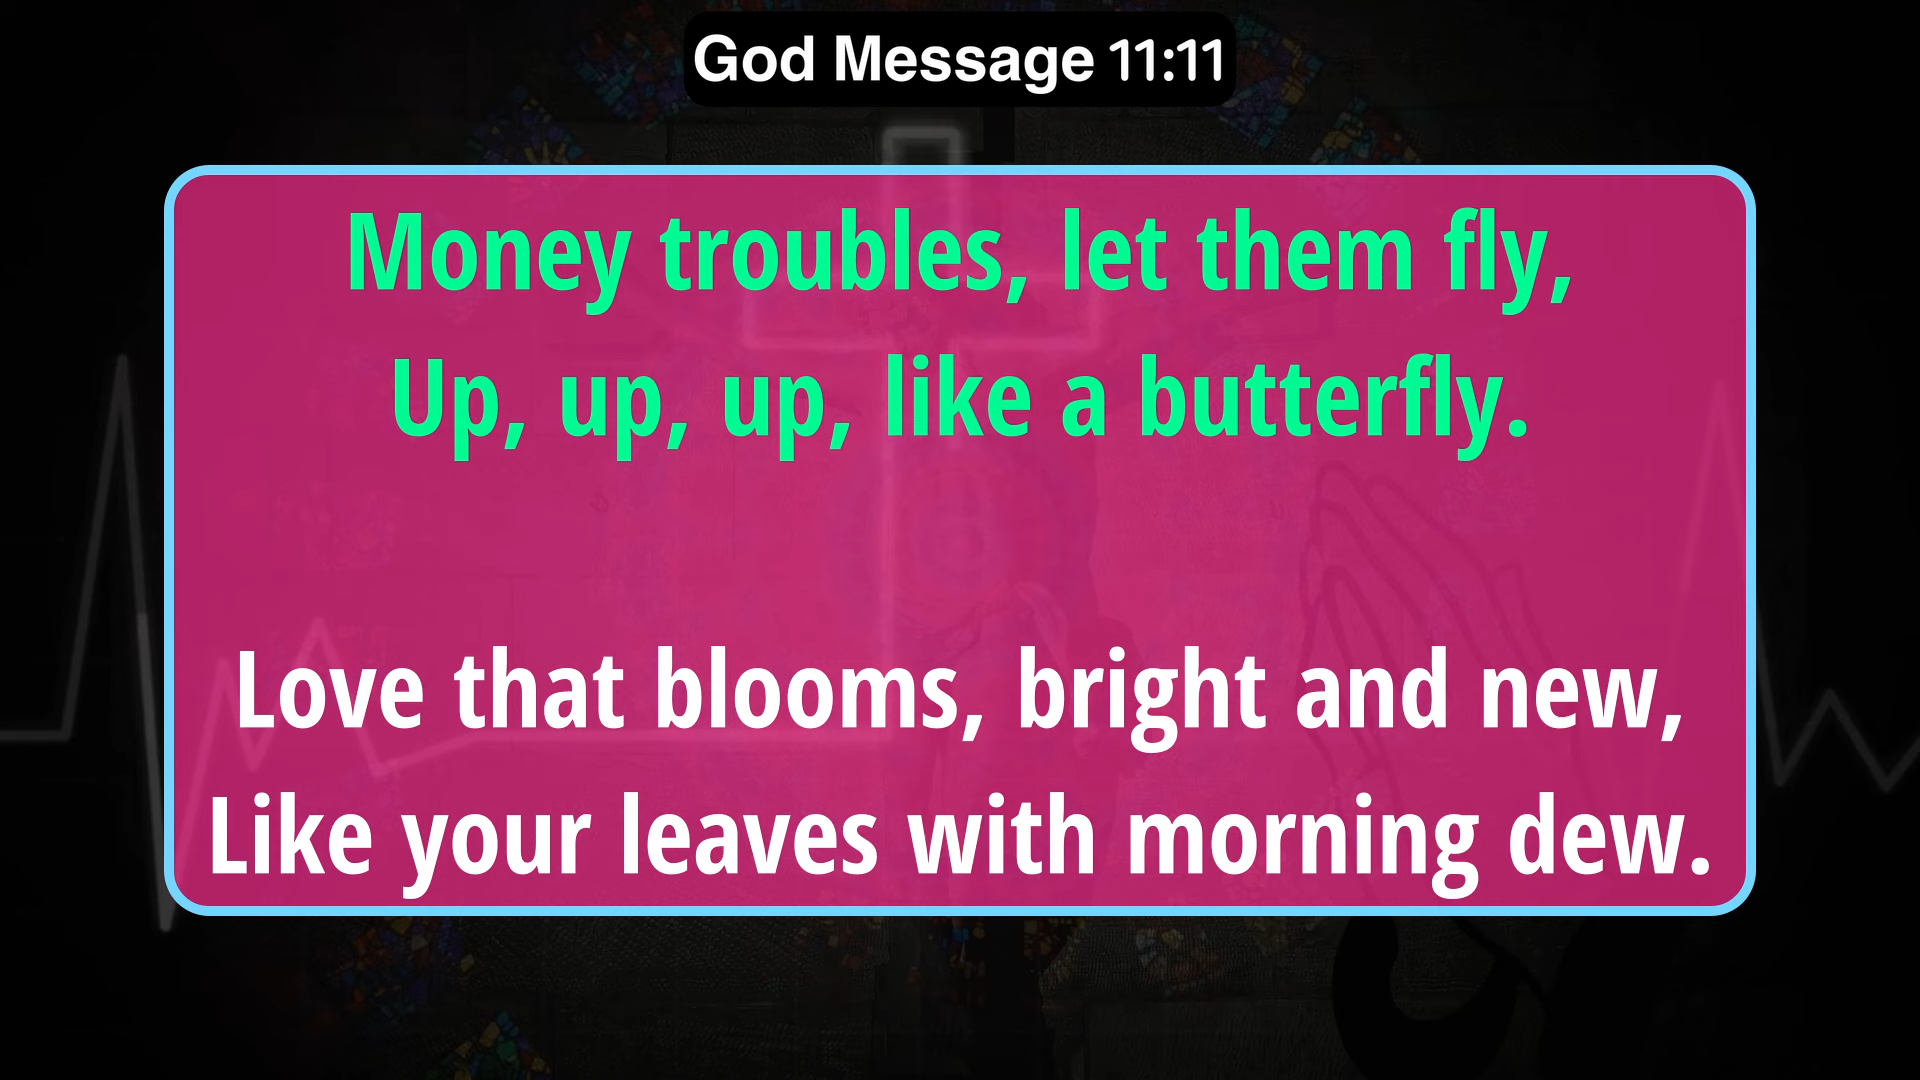 God Message 11:11
Money troubles, let them fly,
Up, up, up, like a butterfly.
Love that blooms, bright and new,
Like your leaves with morning dew.